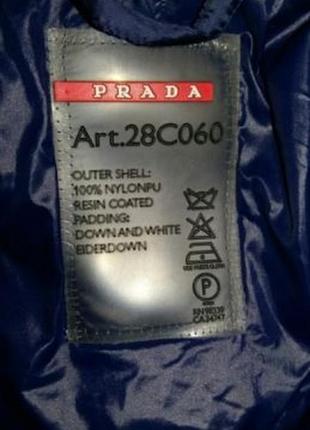 PRADA
Art.28C060
OUTER SHELL:
100% NYLONPU
RESIN COATED
PADDING:
DOWN AND WHITE
EIDERDOWN
P